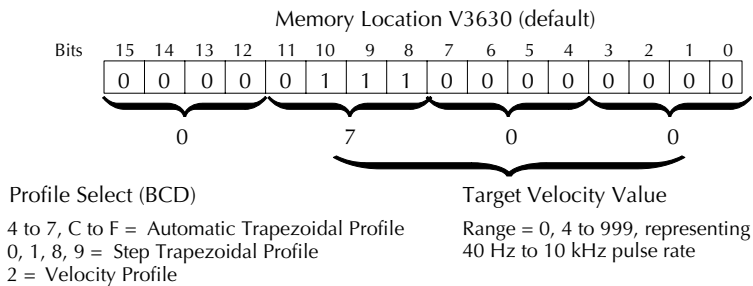 Memory Location V3630 (default)
Bits 15 14 13 12 11 10 9 8 7 6 5 4 3 2 1 0
0 0 0 0 0 1 1 1 0 0 0 0 0 0 0 0
0 7 0 0
Profile Select (BCD)
4 to 7, C to F = Automatic Trapezoidal Profile
0, 1, 8, 9 = Step Trapezoidal Profile
2 = Velocity Profile
Target Velocity Value
Range = 0, 4 to 999, representing
40 Hz to 10 kHz pulse rate